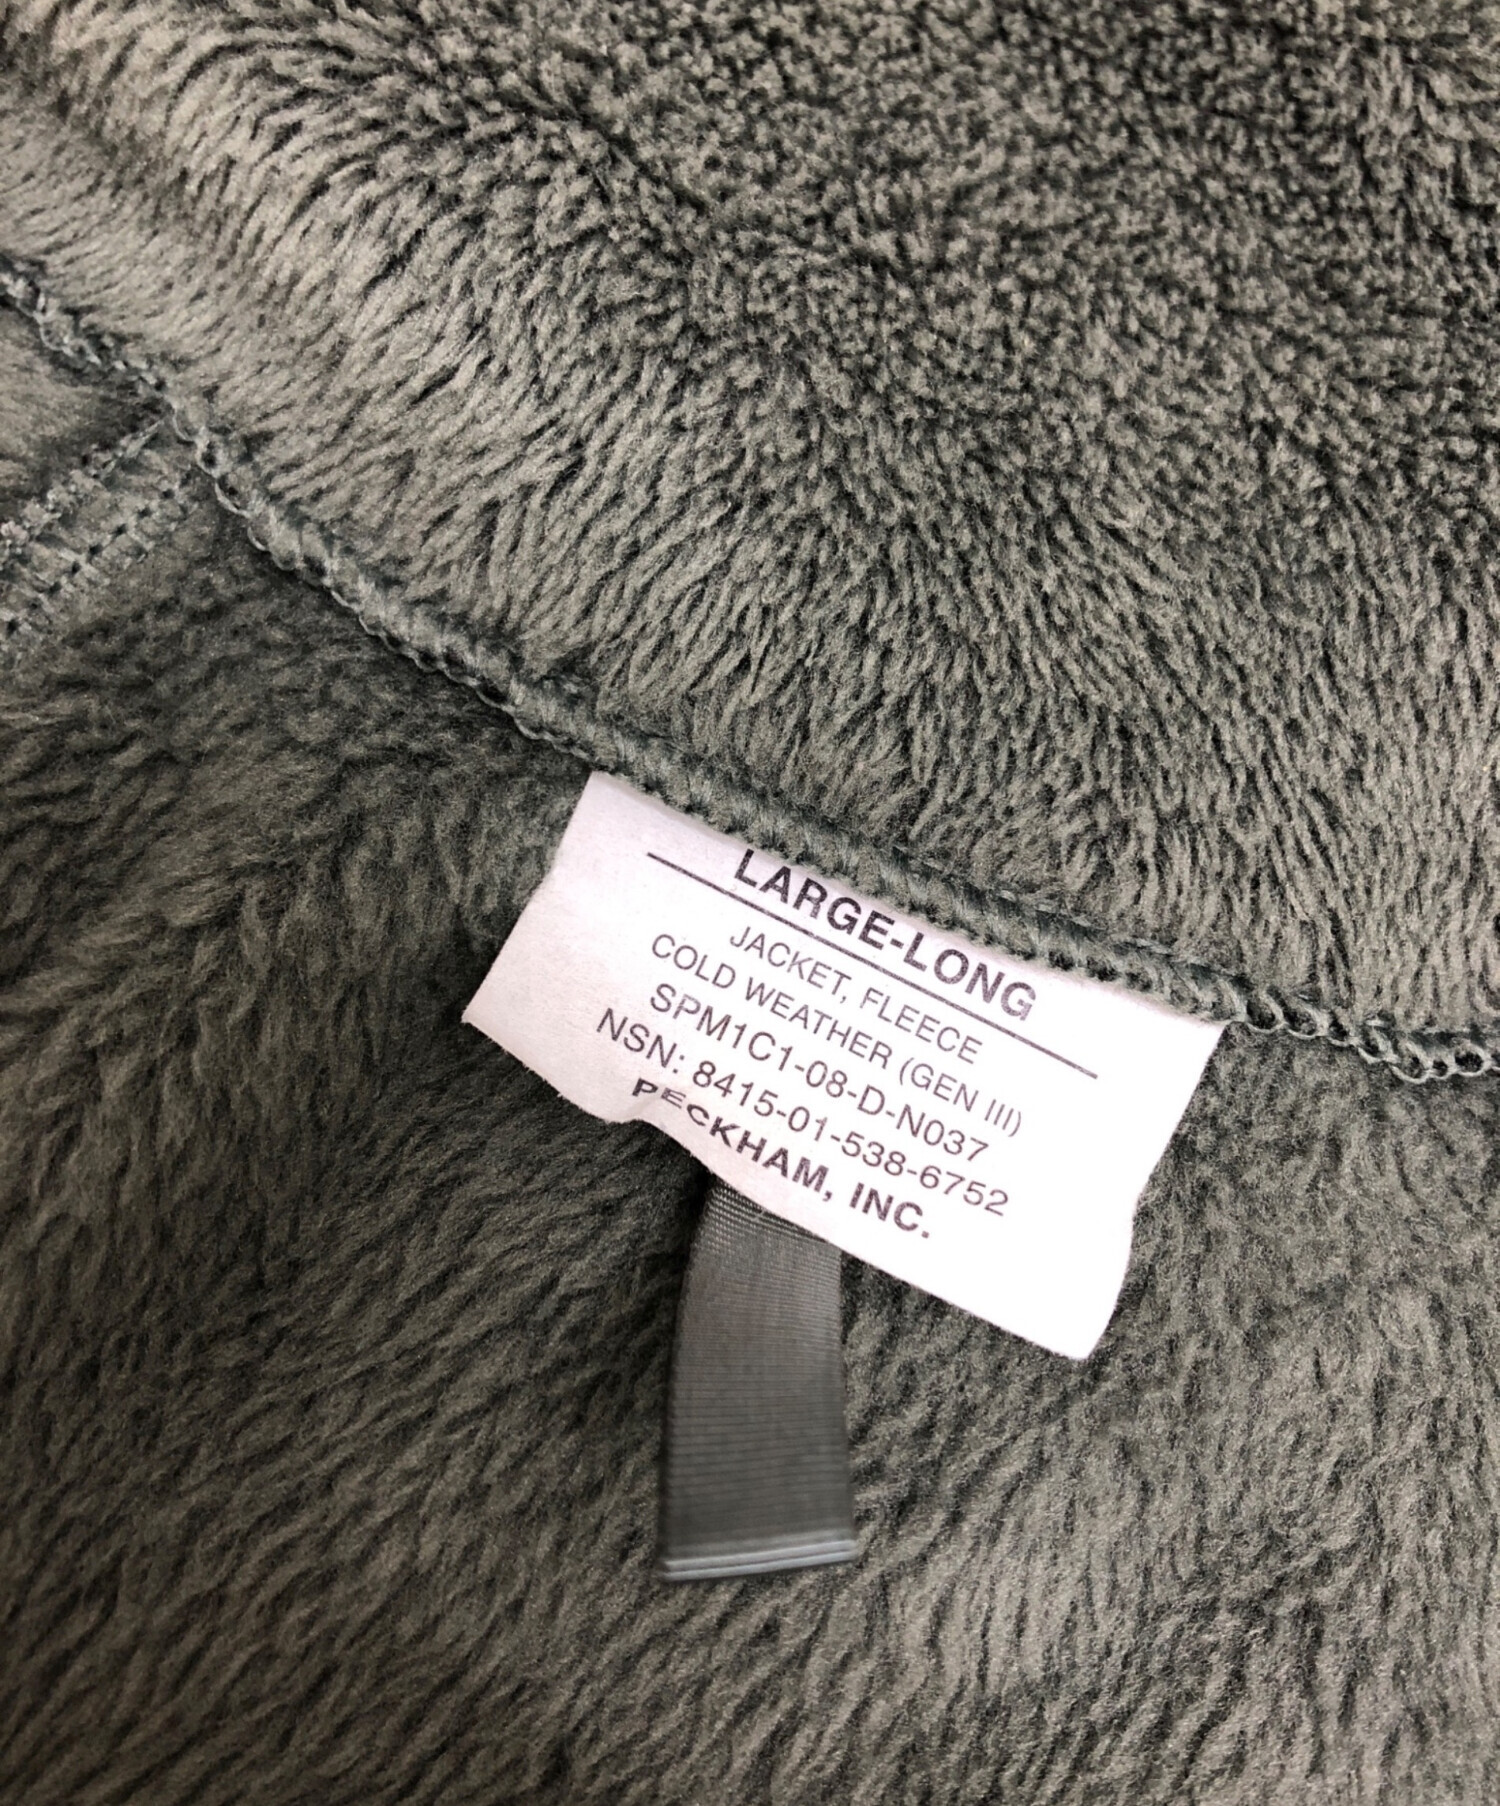 LARGE-LONG
JACKET, FLEECE
COLD WEATHER (GEN III)
SPM1C1-08-D-N037
NSN: 8415-01-538-6752
PECKHAM, INC.